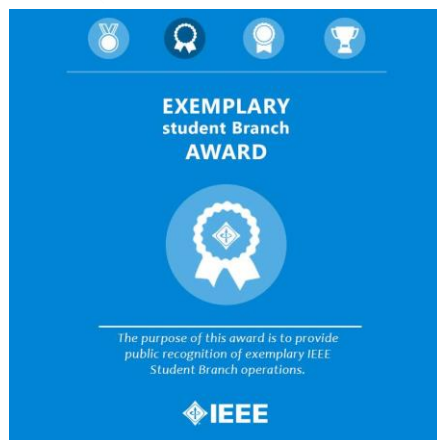 EXEMPLARY
student Branch
AWARD
The purpose of this award is to provide
public recognition of exemplary IEEE
Student Branch operations.
IEEE